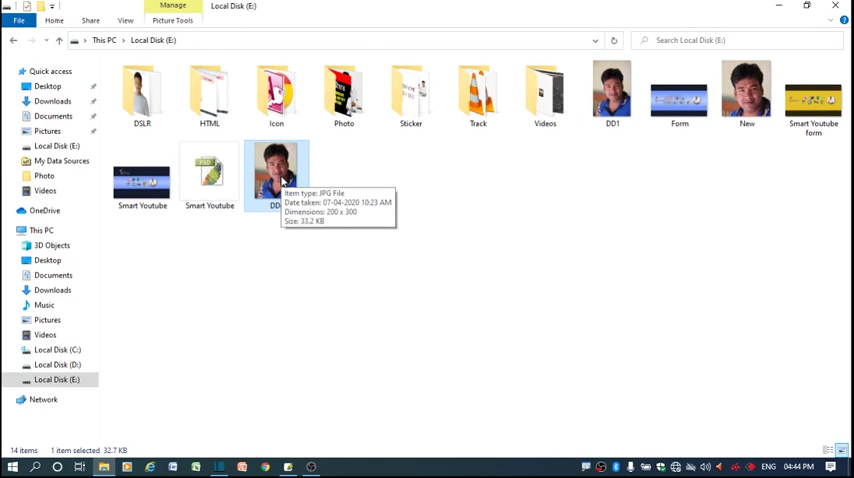 Manage
Local Disk (E:)
File
Home
Share
View
Picture Tools
This PC
Local Disk (E:)
Search Local Disk (E:)
Quick access
Desktop
Downloads
Documents
Pictures
Local Disk (E:)
My Data Sources
Photo
Videos
OneDrive
This PC
3D Objects
Desktop
Documents
Downloads
Music
Pictures
Videos
Local Disk (C:)
Local Disk (D:)
Local Disk (E:)
Network
DSLR
HTML
Icon
Photo
Sticker
Track
Videos
DD1
Form
New
Smart Youtube
form
Smart Youtube
PSD
Smart Youtube
Item type: JPG File
Date taken: 07-04-2020 10:23 AM
Dimensions: 200 x 300
Size: 33.2 KB
14 items
1 item selected 32.7 KB
ENG
04:44 PM